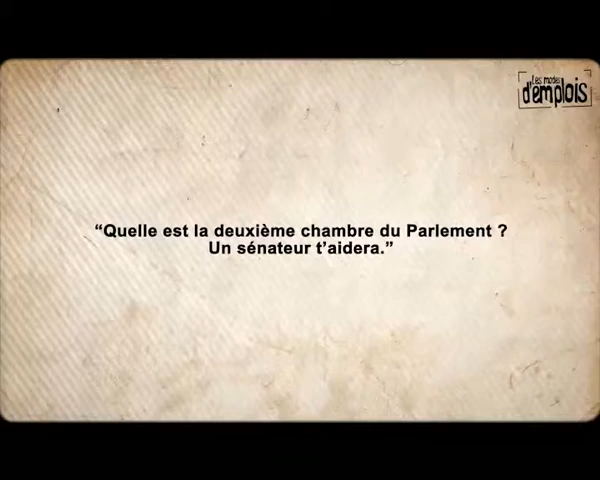 Les modes
d'emplois
“Quelle est la deuxième chambre du Parlement ?
Un sénateur t’aidera.”